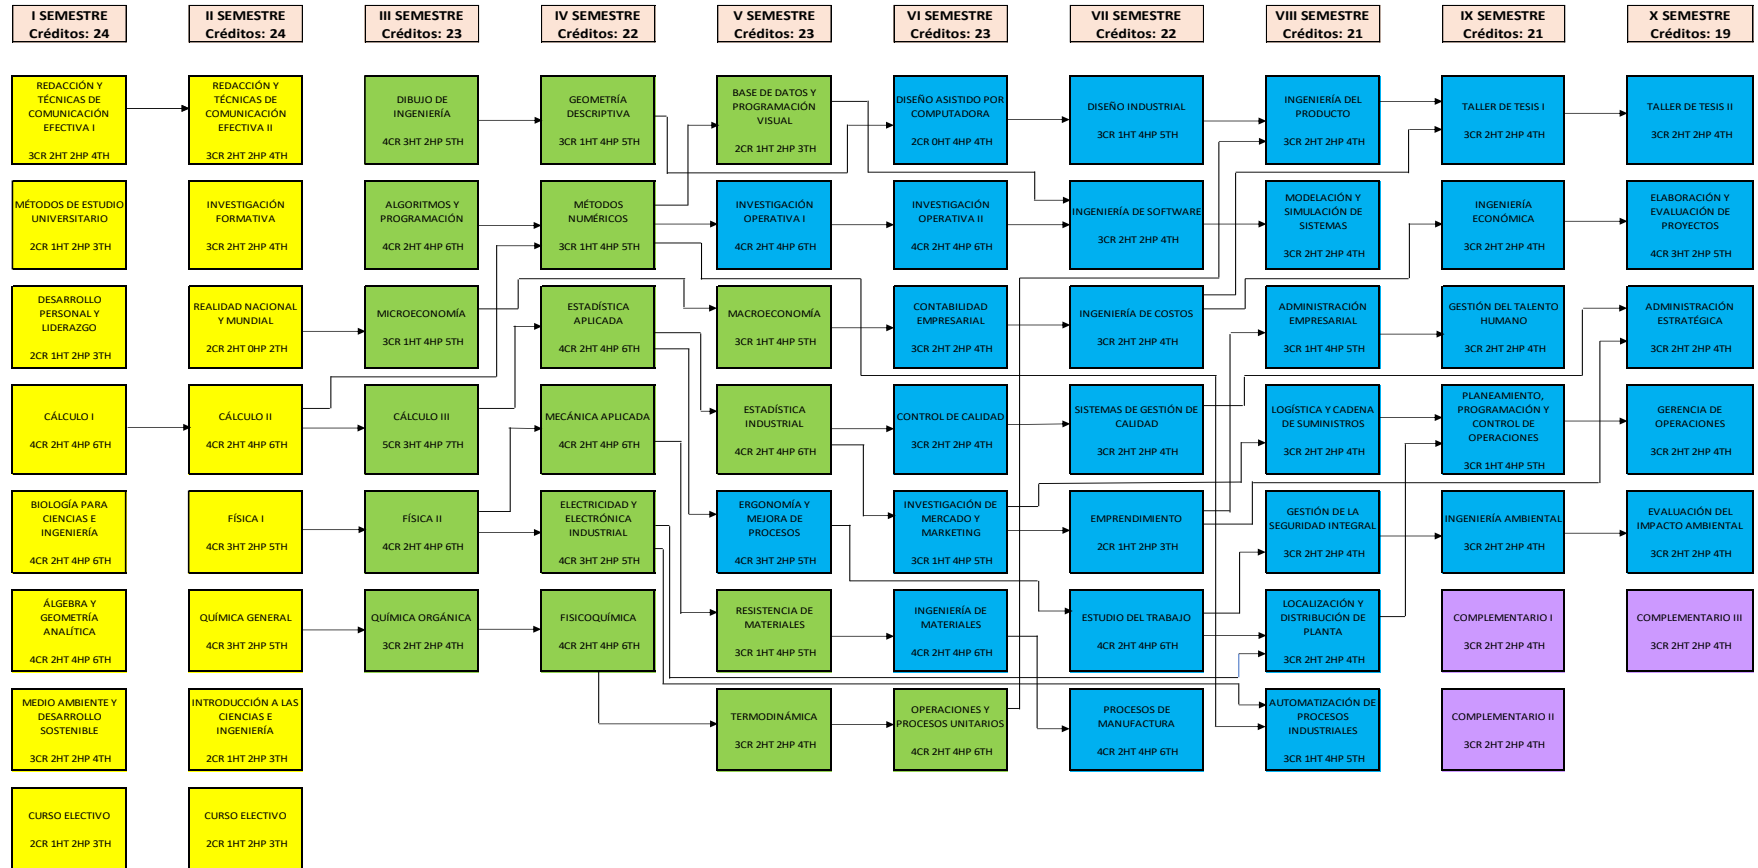 I SEMESTRE
Créditos: 24
II SEMESTRE
Créditos: 24
III SEMESTRE
Créditos: 23
IV SEMESTRE
Créditos: 22
V SEMESTRE
Créditos: 23
VI SEMESTRE
Créditos: 23
VII SEMESTRE
Créditos: 22
VIII SEMESTRE
Créditos: 21
IX SEMESTRE
Créditos: 21
X SEMESTRE
Créditos: 19
REDACCIÓN Y
TÉCNICAS DE
COMUNICACIÓN
EFECTIVA I
3CR 2HT 2HP 4TH
REDACCIÓN Y
TÉCNICAS DE
COMUNICACIÓN
EFECTIVA II
3CR 2HT 2HP 4TH
DIBUJO DE
INGENIERÍA
4CR 3HT 2HP 5TH
GEOMETRÍA
DESCRIPTIVA
3CR 1HT 4HP 5TH
BASE DE DATOS Y
PROGRAMACIÓN
VISUAL
2CR 1HT 2HP 3TH
DISEÑO ASISTIDO POR
COMPUTADORA
2CR 0HT 4HP 4TH
DISEÑO INDUSTRIAL
3CR 1HT 4HP 5TH
INGENIERÍA DEL
PRODUCTO
3CR 2HT 2HP 4TH
TALLER DE TESIS I
3CR 2HT 2HP 4TH
TALLER DE TESIS II
3CR 2HT 2HP 4TH
MÉTODOS DE ESTUDIO
UNIVERSITARIO
2CR 1HT 2HP 3TH
INVESTIGACIÓN
FORMATIVA
3CR 2HT 2HP 4TH
ALGORITMOS Y
PROGRAMACIÓN
4CR 2HT 4HP 6TH
MÉTODOS
NUMÉRICOS
3CR 1HT 4HP 5TH
INVESTIGACIÓN
OPERATIVA I
4CR 2HT 4HP 6TH
INVESTIGACIÓN
OPERATIVA II
4CR 2HT 4HP 6TH
INGENIERÍA DE SOFTWARE
3CR 2HT 2HP 4TH
MODELACIÓN Y
SIMULACIÓN DE
SISTEMAS
3CR 2HT 2HP 4TH
INGENIERÍA
ECONÓMICA
3CR 2HT 2HP 4TH
ELABORACIÓN Y
EVALUACIÓN DE
PROYECTOS
4CR 3HT 2HP 5TH
DESARROLLO
PERSONAL Y
LIDERAZGO
2CR 1HT 2HP 3TH
REALIDAD NACIONAL
Y MUNDIAL
2CR 2HT 0HP 2TH
MICROECONOMÍA
3CR 1HT 4HP 5TH
ESTADÍSTICA
APLICADA
4CR 2HT 4HP 6TH
MACROECONOMÍA
3CR 1HT 4HP 5TH
CONTABILIDAD
EMPRESARIAL
3CR 2HT 2HP 4TH
INGENIERÍA DE COSTOS
3CR 2HT 2HP 4TH
ADMINISTRACIÓN
EMPRESARIAL
3CR 1HT 4HP 5TH
GESTIÓN DEL TALENTO
HUMANO
3CR 2HT 2HP 4TH
ADMINISTRACIÓN
ESTRATÉGICA
3CR 2HT 2HP 4TH
CÁLCULO I
4CR 2HT 4HP 6TH
CÁLCULO II
4CR 2HT 4HP 6TH
CÁLCULO III
5CR 3HT 4HP 7TH
MECÁNICA APLICADA
4CR 2HT 4HP 6TH
ESTADÍSTICA
INDUSTRIAL
4CR 2HT 4HP 6TH
CONTROL DE CALIDAD
3CR 2HT 2HP 4TH
SISTEMAS DE GESTIÓN DE
CALIDAD
3CR 2HT 2HP 4TH
LOGÍSTICA Y CADENA
DE SUMINISTROS
3CR 2HT 2HP 4TH
PLANEAMIENTO,
PROGRAMACIÓN Y
CONTROL DE
OPERACIONES
3CR 1HT 4HP 5TH
GERENCIA DE
OPERACIONES
3CR 2HT 2HP 4TH
BIOLOGÍA PARA
CIENCIAS E
INGENIERÍA
4CR 2HT 4HP 6TH
FÍSICA I
4CR 3HT 2HP 5TH
FÍSICA II
4CR 2HT 4HP 6TH
ELECTRICIDAD Y
ELECTRÓNICA
INDUSTRIAL
4CR 3HT 2HP 5TH
ERGONOMÍA Y
MEJORA DE
PROCESOS
4CR 3HT 2HP 5TH
INVESTIGACIÓN DE
MERCADO Y
MARKETING
3CR 1HT 4HP 5TH
EMPRENDIMIENTO
2CR 1HT 2HP 3TH
GESTIÓN DE LA
SEGURIDAD INTEGRAL
3CR 2HT 2HP 4TH
INGENIERÍA AMBIENTAL
3CR 2HT 2HP 4TH
EVALUACIÓN DEL
IMPACTO AMBIENTAL
3CR 2HT 2HP 4TH
ÁLGEBRA Y
GEOMETRÍA
ANALÍTICA
4CR 2HT 4HP 6TH
QUÍMICA GENERAL
4CR 3HT 2HP 5TH
QUÍMICA ORGÁNICA
3CR 2HT 2HP 4TH
FISICOQUÍMICA
4CR 2HT 4HP 6TH
RESISTENCIA DE
MATERIALES
3CR 1HT 4HP 5TH
INGENIERÍA DE
MATERIALES
4CR 2HT 4HP 6TH
ESTUDIO DEL TRABAJO
4CR 2HT 4HP 6TH
LOCALIZACIÓN Y
DISTRIBUCIÓN DE
PLANTA
3CR 2HT 2HP 4TH
COMPLEMENTARIO I
3CR 2HT 2HP 4TH
COMPLEMENTARIO III
3CR 2HT 2HP 4TH
MEDIO AMBIENTE Y
DESARROLLO
SOSTENIBLE
3CR 2HT 2HP 4TH
INTRODUCCIÓN A LAS
CIENCIAS E
INGENIERÍA
2CR 1HT 2HP 3TH
TERMODINÁMICA
3CR 2HT 2HP 4TH
OPERACIONES Y
PROCESOS UNITARIOS
4CR 2HT 4HP 6TH
PROCESOS DE
MANUFACTURA
4CR 2HT 4HP 6TH
AUTOMATIZACIÓN DE
PROCESOS
INDUSTRIALES
3CR 1HT 4HP 5TH
COMPLEMENTARIO II
3CR 2HT 2HP 4TH
CURSO ELECTIVO
2CR 1HT 2HP 3TH
CURSO ELECTIVO
2CR 1HT 2HP 3TH